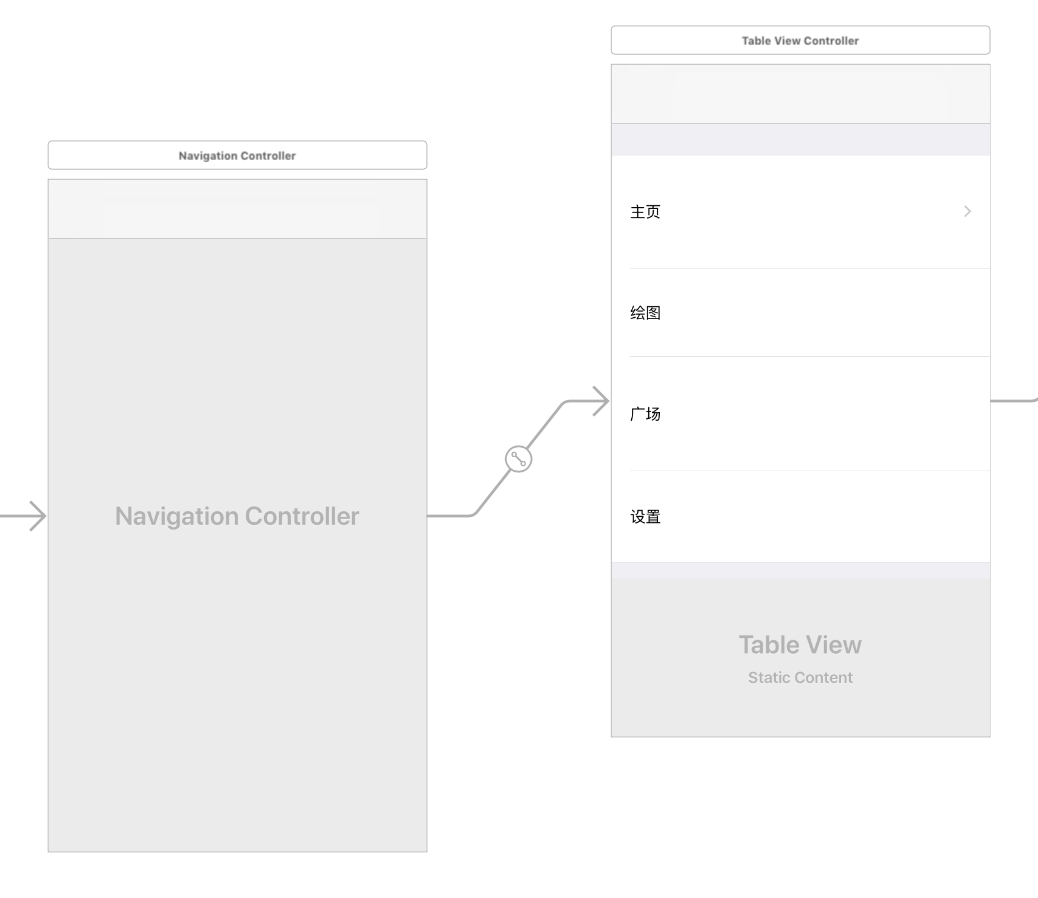 Navigation Controller
Navigation Controller
Table View Controller
主页
绘图
广场
设置
Table View
Static Content